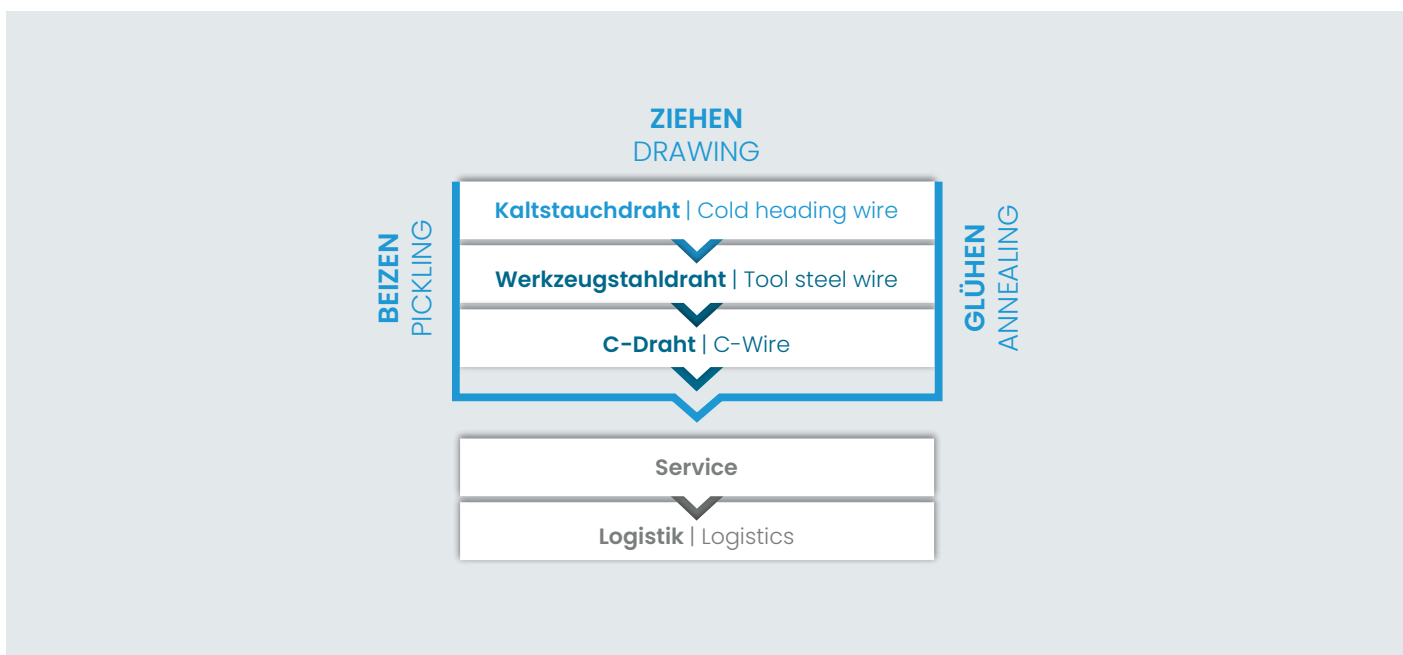 ZIEHEN
DRAWING
BEIZEN
PICKLING
Kaltstauchdraht | Cold heading wire
Werkzeugstahldraht | Tool steel wire
C-Draht | C-Wire
GLÜHEN
ANNEALING
Service
Logistik | Logistics